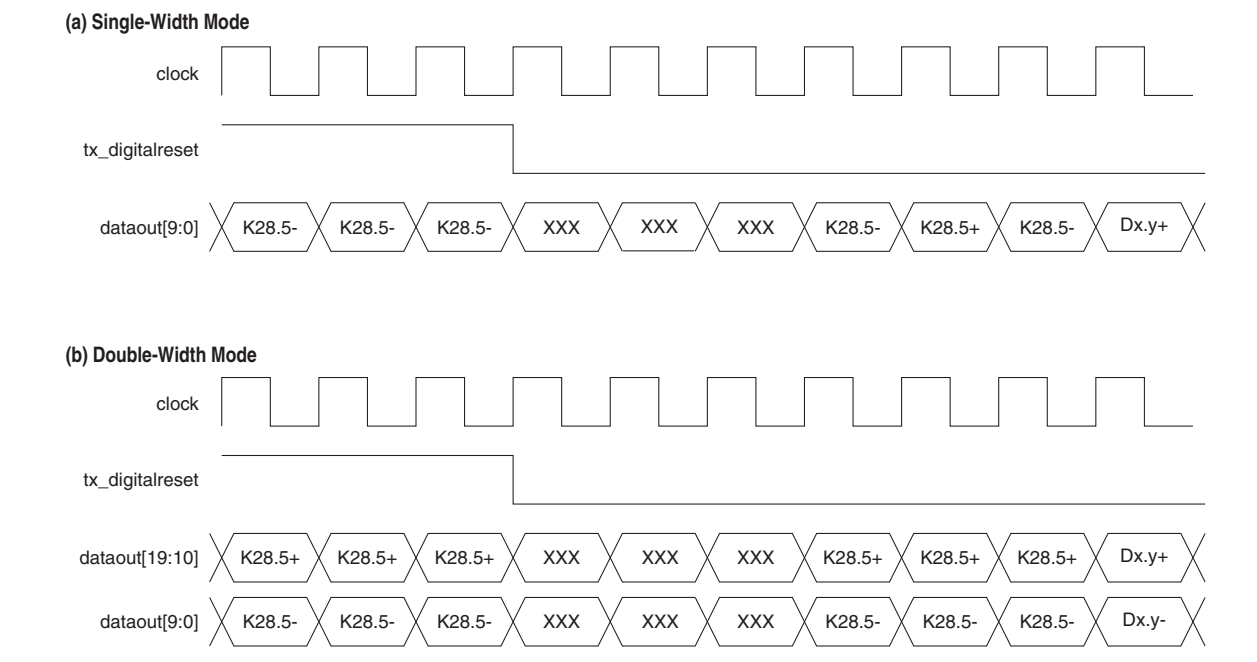 (a) Single-Width Mode
clock
tx_digitalreset
dataout[9:0] K28.5- K28.5- K28.5- XXX XXX XXX K28.5- K28.5+ K28.5- Dx.y+
(b) Double-Width Mode
clock
tx_digitalreset
dataout[19:10] K28.5+ K28.5+ K28.5+ XXX XXX XXX K28.5+ K28.5+ K28.5+ Dx.y+
dataout[9:0] K28.5- K28.5- K28.5- XXX XXX XXX K28.5- K28.5- K28.5- Dx.y-